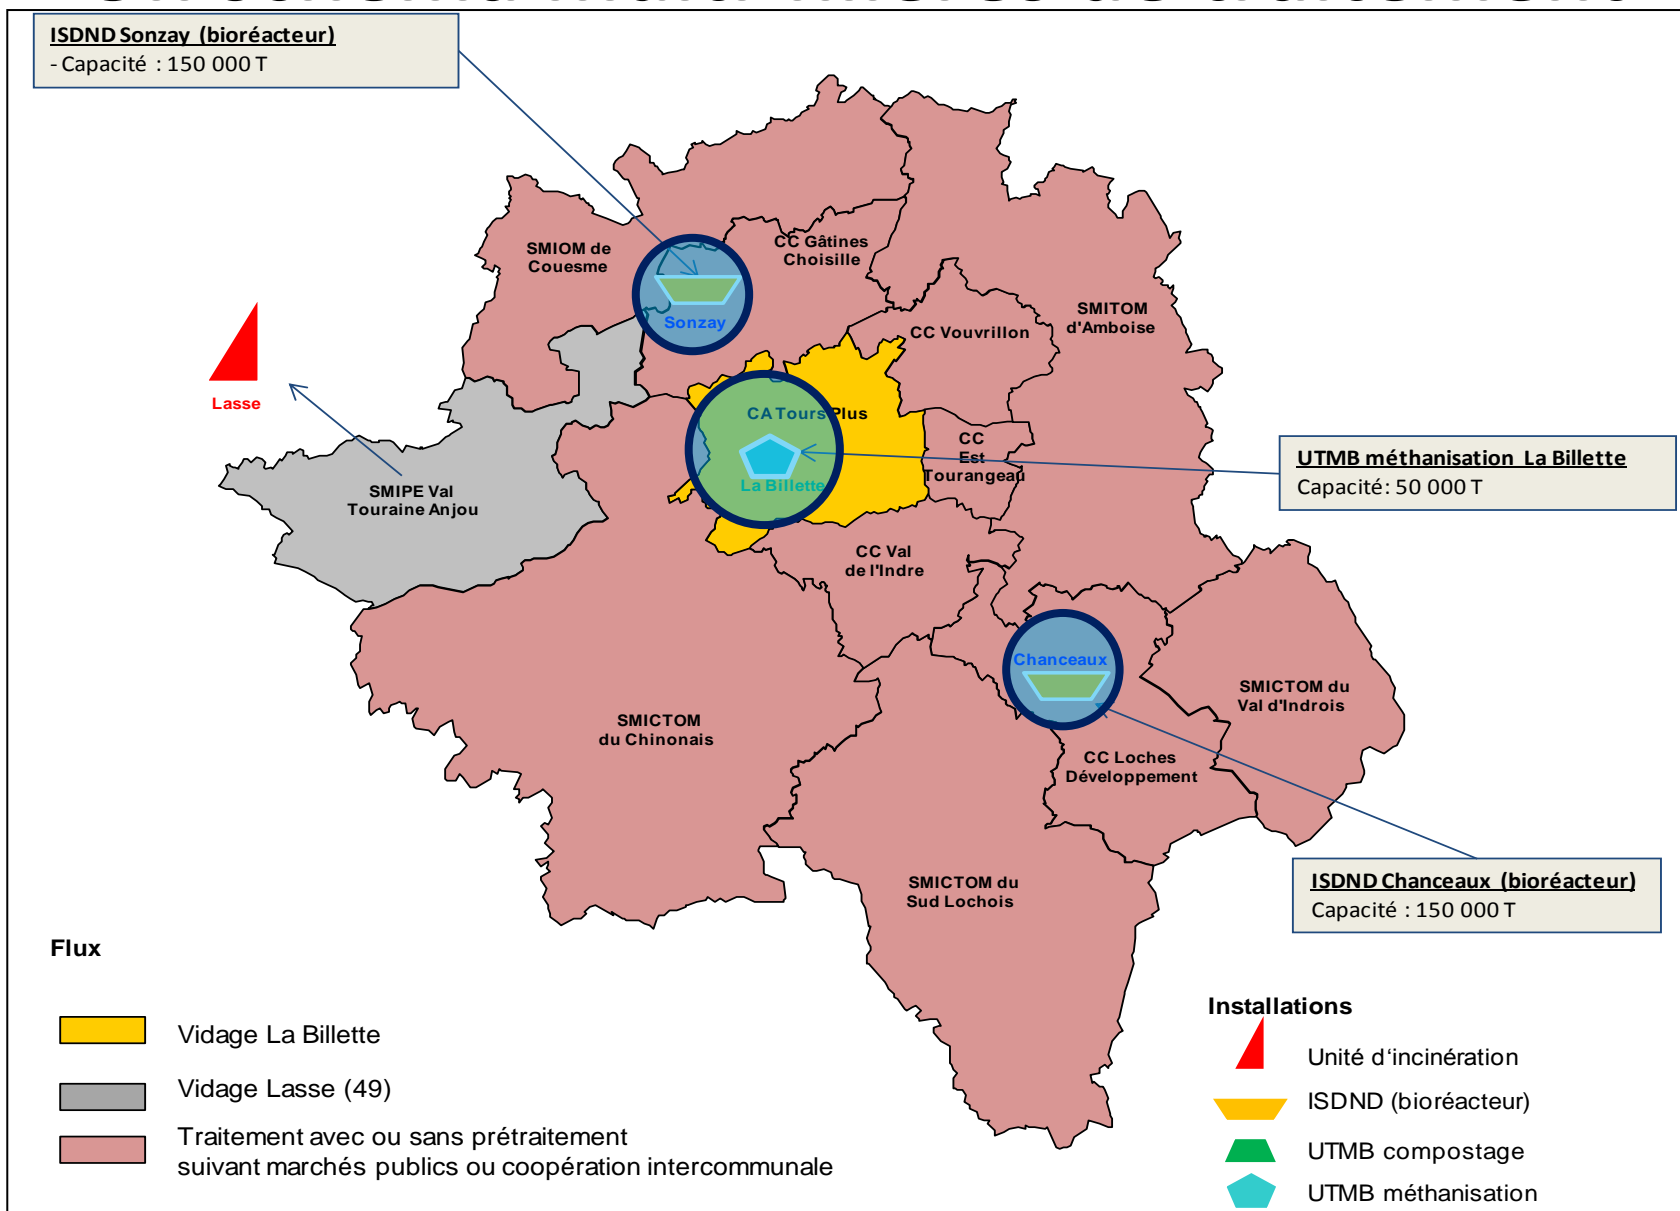 ISDND Sonzay (bioréacteur)
- Capacité : 150 000 T
SMIOM de
Couesme
CC Gâtines
Choisille
Sonzay
SMITOM
d'Amboise
CC Vouvrillon
Lasse
CA Tours Plus
La Billette
CC
Est
Tourangeau
UTMB méthanisation La Billette
Capacité: 50 000 T
SMIPE Val
Touraine Anjou
CC Val
de l'Indre
Chanceaux
SMICTOM du
Val d'Indrois
SMICTOM
du Chinonais
CC Loches
Développement
SMICTOM du
Sud Lochois
ISDND Chanceaux (bioréacteur)
Capacité : 150 000 T
Flux
Vidage La Billette
Vidage Lasse (49)
Traitement avec ou sans prétraitement
suivant marchés publics ou coopération intercommunale
Installations
Unité d'incinération
ISDND (bioréacteur)
UTMB compostage
UTMB méthanisation